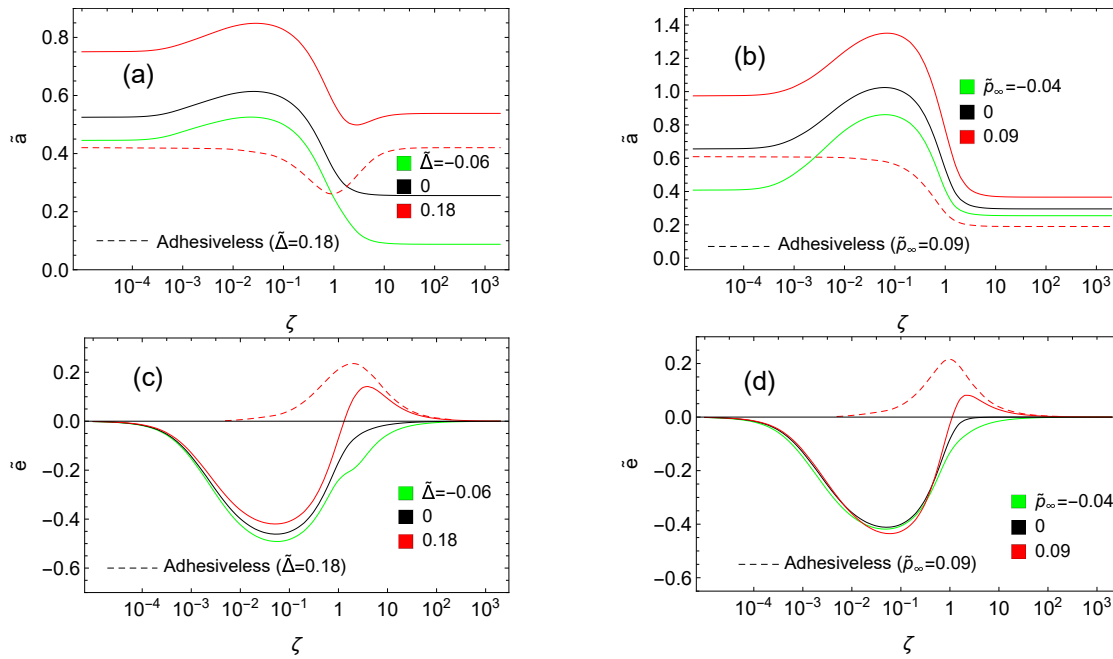 (a)
ã
0.8
0.6
0.4
0.2
0.0
Δ̃=−0.06
0
0.18
Adhesiveless (Δ̃=0.18)
10⁻⁴ 10⁻³ 10⁻² 10⁻¹ 1 10¹ 10² 10³
ζ
(b)
ã
1.4
1.2
1.0
0.8
0.6
0.4
0.2
0.0
p̃∞=−0.04
0
0.09
Adhesiveless (p̃∞=0.09)
10⁻⁴ 10⁻³ 10⁻² 10⁻¹ 1 10¹ 10² 10³
ζ
(c)
ẽ
0.2
0.0
−0.2
−0.4
−0.6
Δ̃=−0.06
0
0.18
Adhesiveless (Δ̃=0.18)
10⁻⁴ 10⁻³ 10⁻² 10⁻¹ 1 10¹ 10² 10³
ζ
(d)
ẽ
0.2
0.0
−0.2
−0.4
−0.6
p̃∞=−0.04
0
0.09
Adhesiveless (p̃∞=0.09)
10⁻⁴ 10⁻³ 10⁻² 10⁻¹ 1 10¹ 10² 10³
ζ